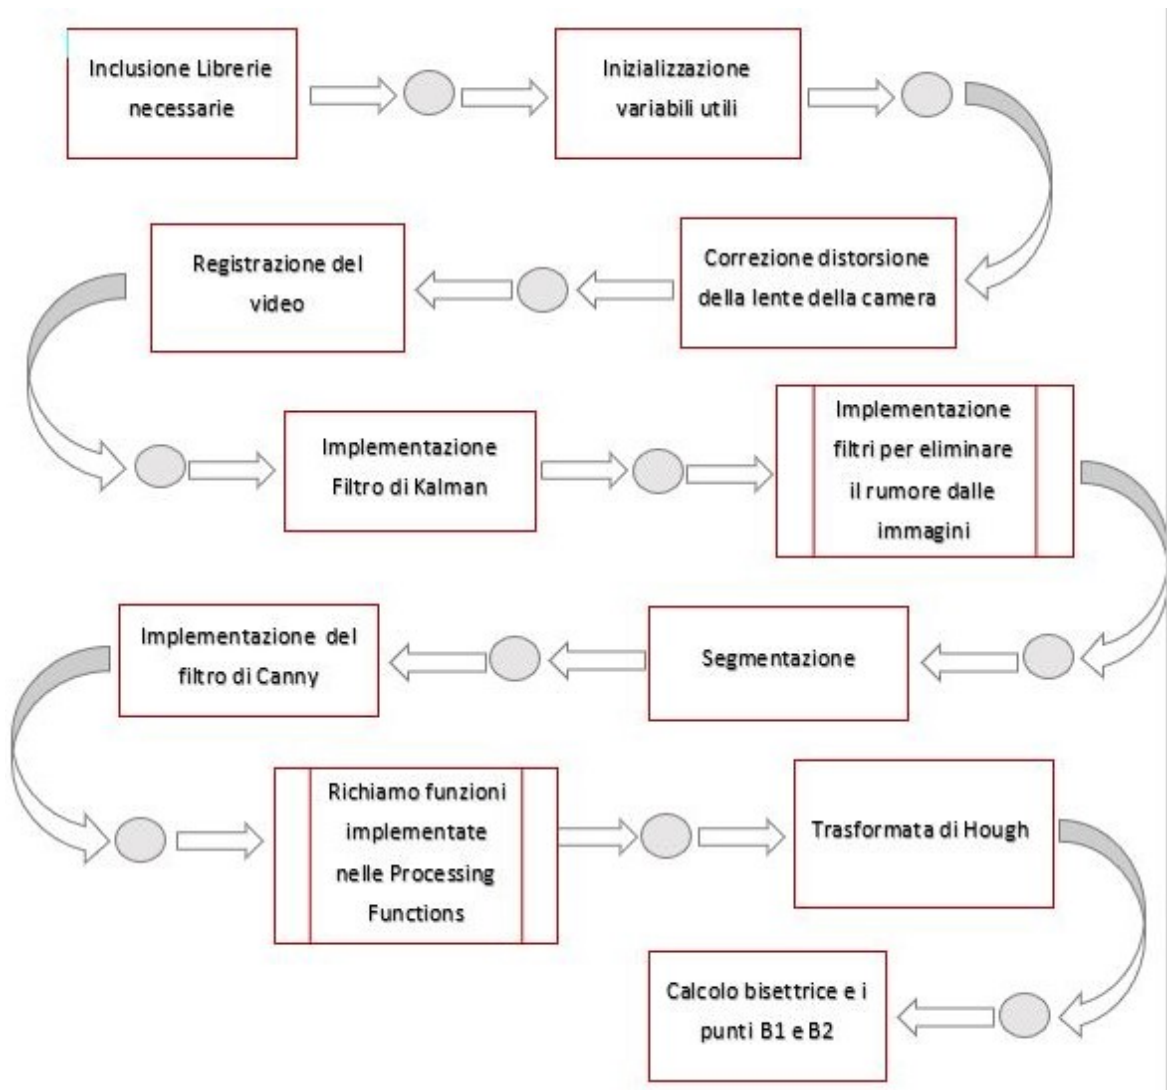 Inclusione Librerie
necessarie
Inizializzazione
variabili utili
Correzione distorsione
della lente della camera
Registrazione del
video
Implementazione
Filtro di Kalman
Implementazione
filtri per eliminare
il rumore dalle
immagini
Segmentazione
Implementazione del
filtro di Canny
Richiamo funzioni
implementate
nelle Processing
Functions
Trasformata di Hough
Calcolo bisettrice e i
punti B1 e B2